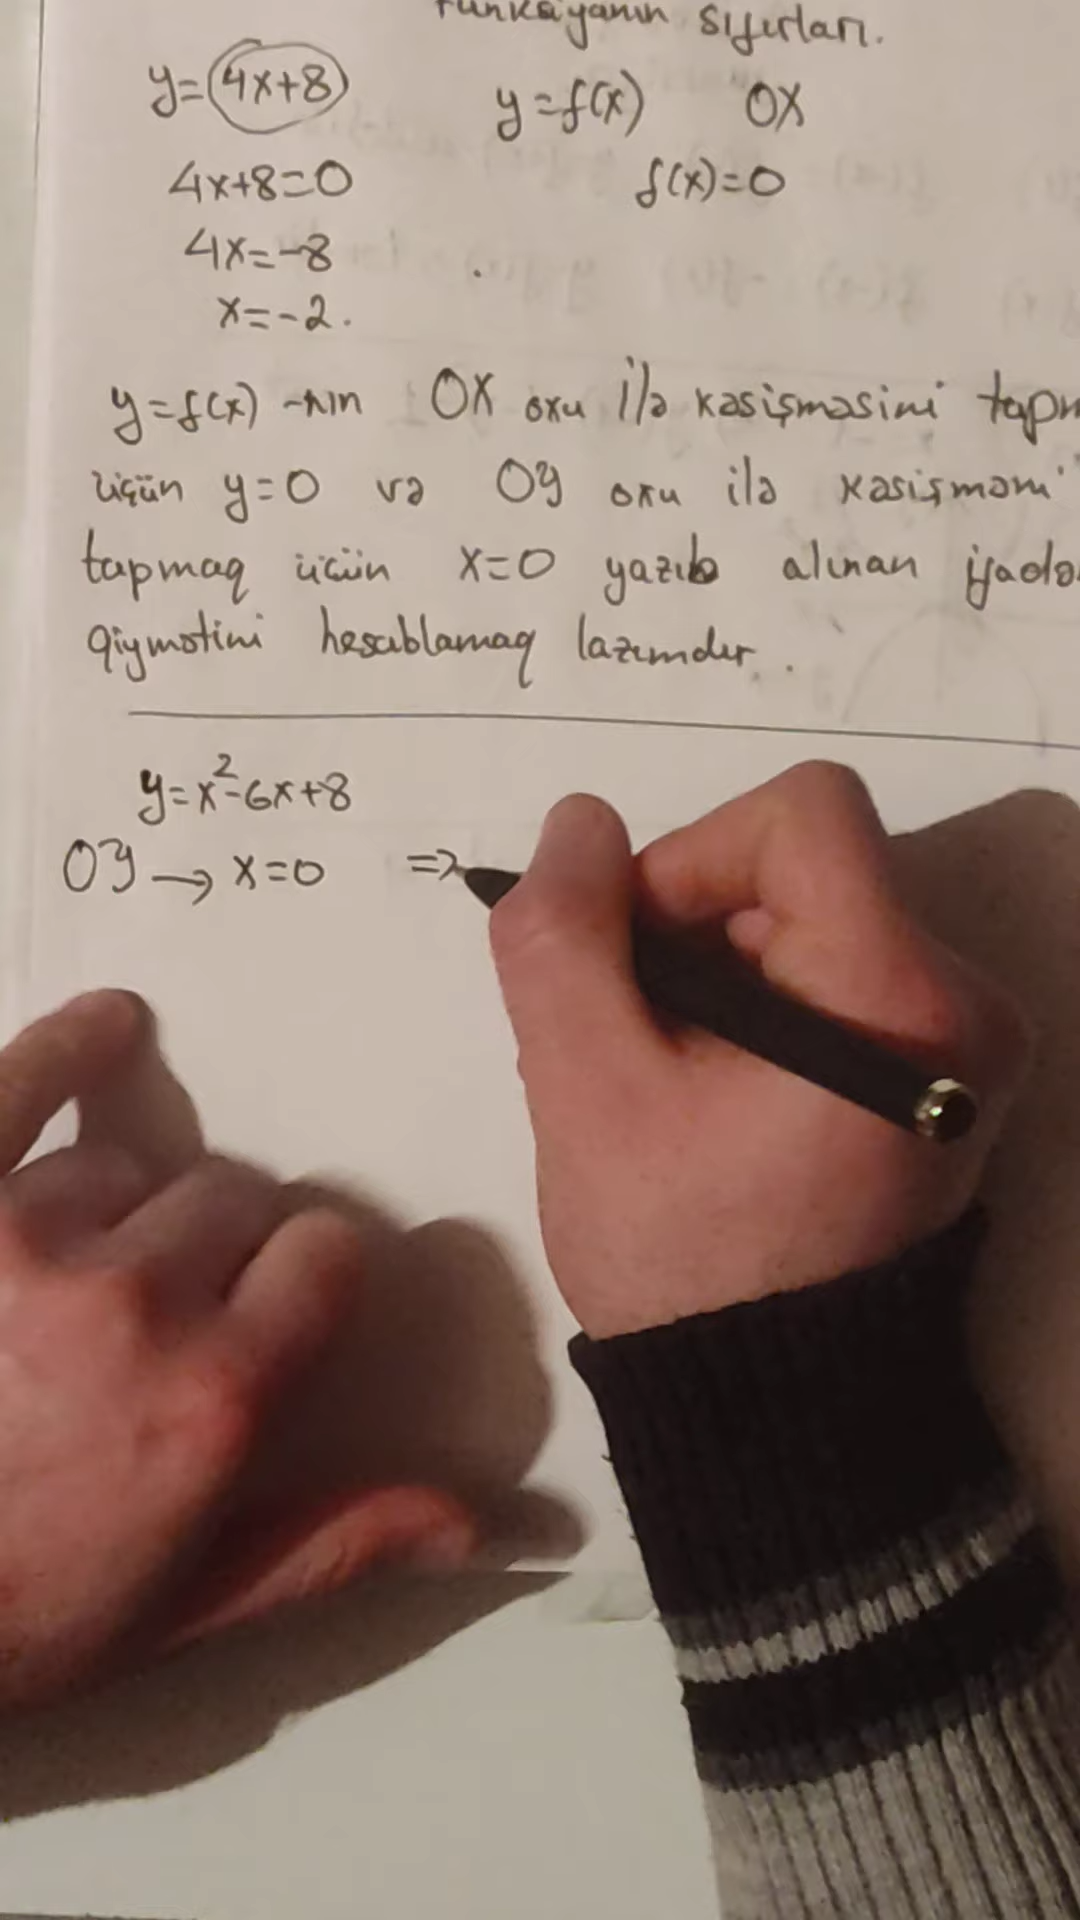 Funksiyanın sıfırları.
y=4x+8 y=f(x) OX
4x+8=0 f(x)=0
4x=-8
x=-2.
y=f(x) -nın OX oxu ilə kəsişməsini
üçün y=0 və OY oxu ilə kəsişməni
tapmaq üçün x=0 yazıb alınan
qiymətini hesablamaq lazımdır.
y=x²-6x+8
OY → x=0 =>